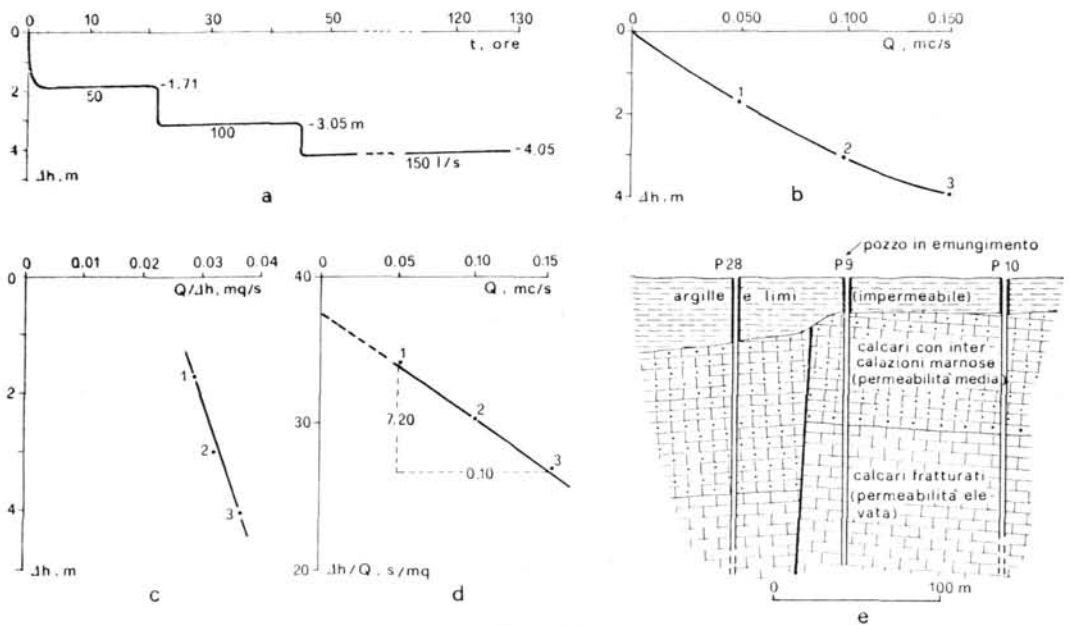 0 10 30 50 120 130
t, ore
0
2
4
Δh, m
50
-1.71
100
-3.05 m
150 l/s
-4.05
a
0 0.050 0.100 0.150
Q, mc/s
0
2
4
Δh, m
1
2
3
b
0 0.01 0.02 0.03 0.04
Q/Δh, mq/s
0
2
4
Δh, m
1
2
3
c
0 0.05 0.10 0.15
Q, mc/s
40
30
20
1
2
3
7.20
0.10
Δh/Q, s/mq
d
pozzo in emungimento
P 28 P 9 P 10
argille e limi (impermeabile)
calcari con inter-
calazioni marnose
(permeabilità media)
calcari fratturati
(permeabilità ele-
vata)
0 100 m
e